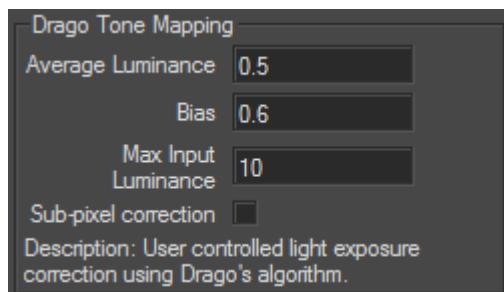 Drago Tone Mapping
Average Luminance 0.5
Bias 0.6
Max Input
Luminance 10
Sub-pixel correction
Description: User controlled light exposure
correction using Drago's algorithm.